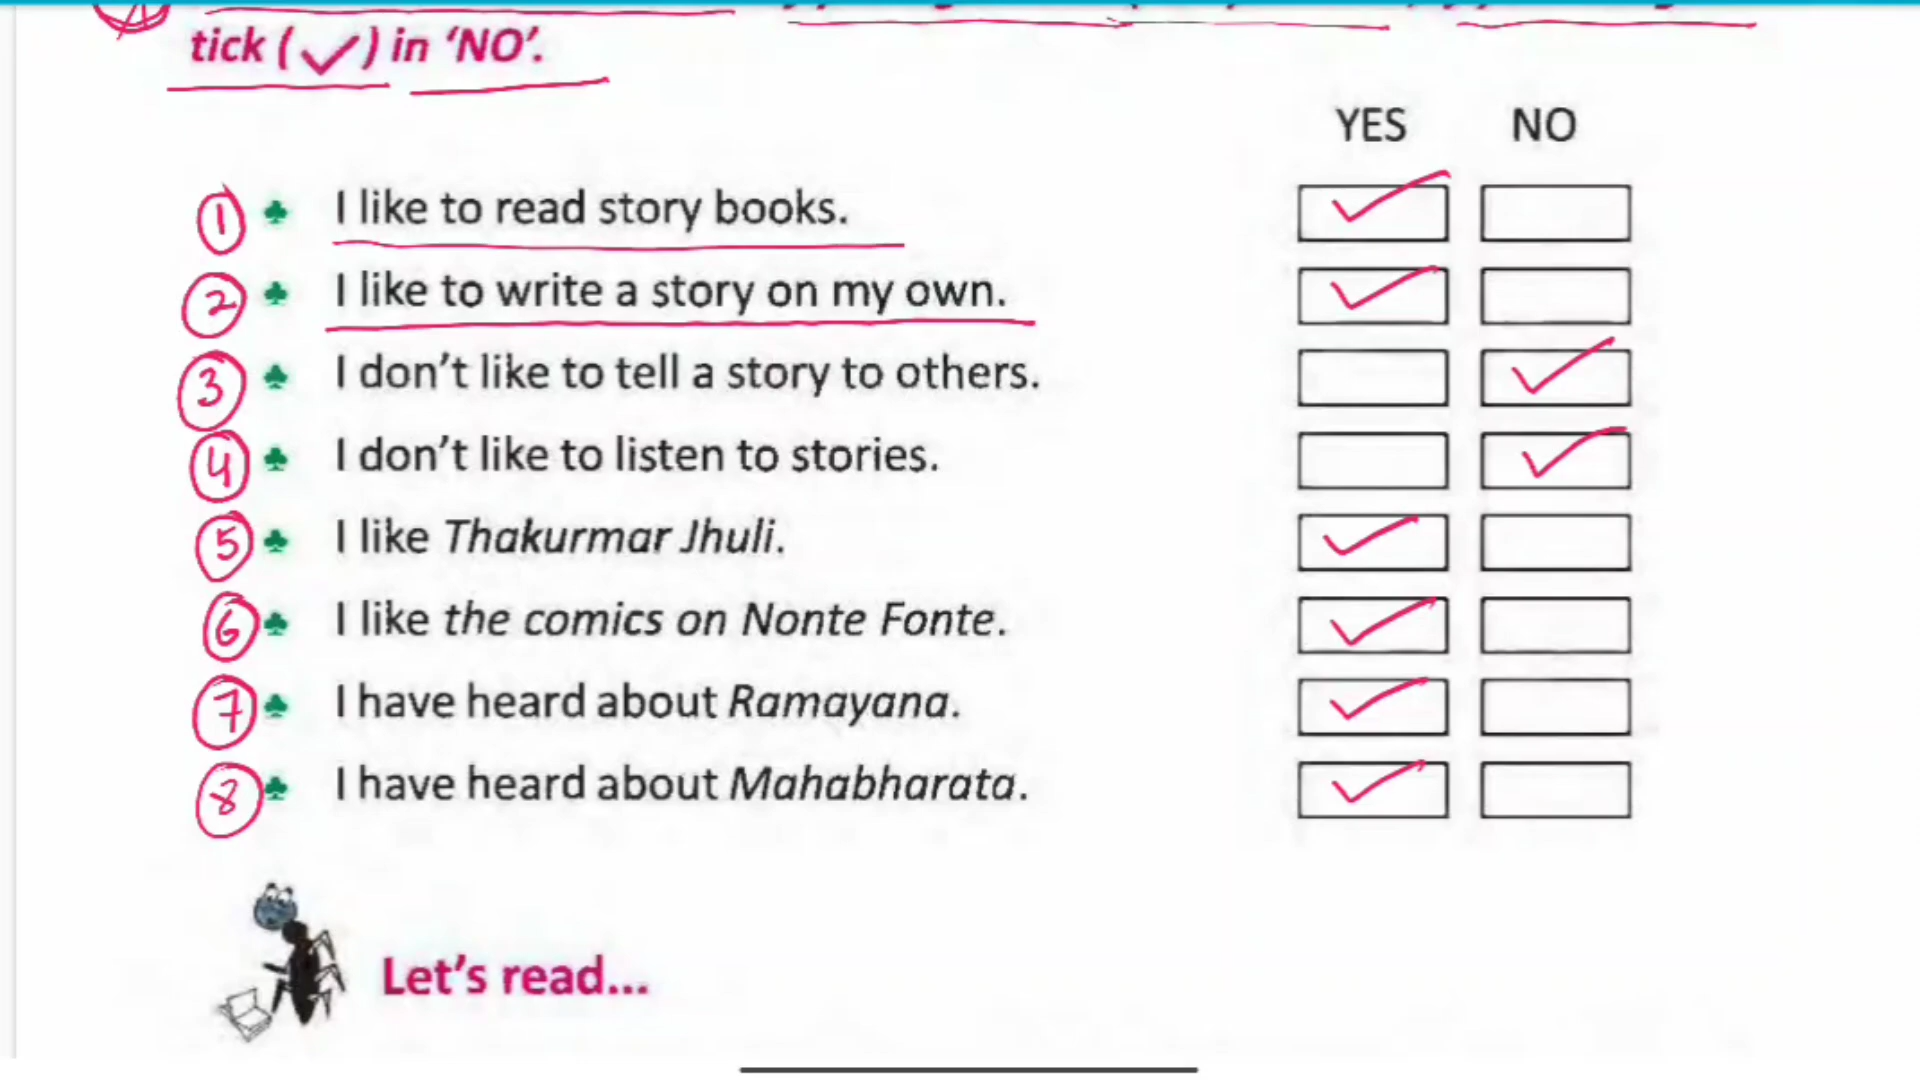 tick (✓) in ‘NO’.
YES NO
1 ♣ I like to read story books. ✓
2 ♣ I like to write a story on my own. ✓
3 ♣ I don’t like to tell a story to others. ✓
4 ♣ I don’t like to listen to stories. ✓
5 ♣ I like Thakurmar Jhuli. ✓
6 ♣ I like the comics on Nonte Fonte. ✓
7 ♣ I have heard about Ramayana. ✓
8 ♣ I have heard about Mahabharata. ✓
Let’s read...